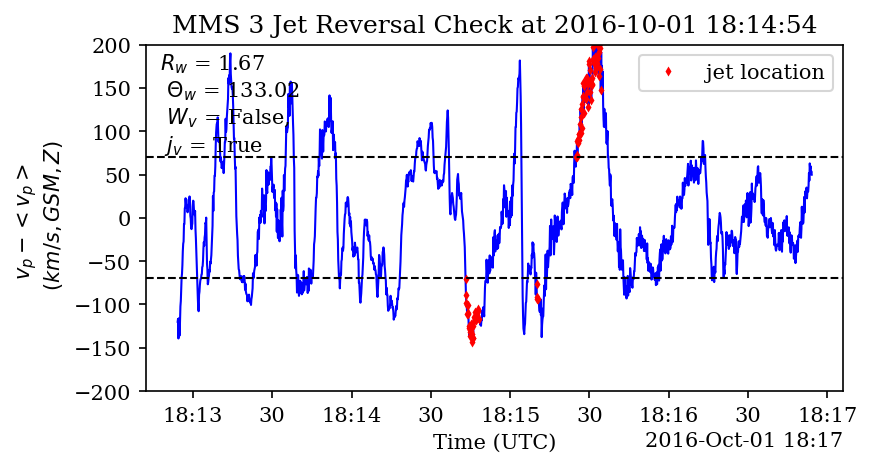 MMS 3 Jet Reversal Check at 2016-10-01 18:14:54
R_w = 1.67
Θ_w = 133.02
W_v = False
j_v = True
jet location
v_p − < v_p >
(km/s, GSM, Z)
200
150
100
50
0
−50
−100
−150
−200
18:13 30 18:14 30 18:15 30 18:16 30 18:17
Time (UTC) 2016-Oct-01 18:17